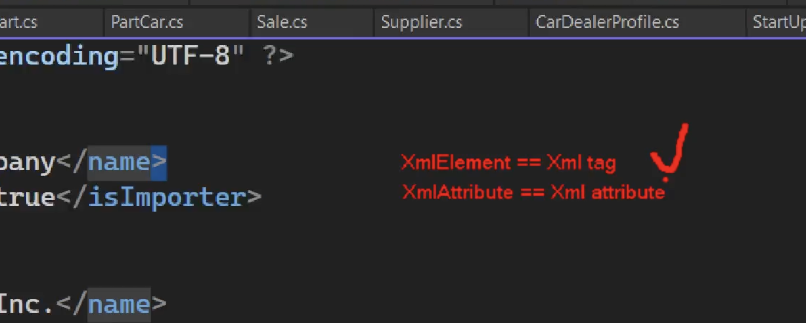 art.cs PartCar.cs Sale.cs Supplier.cs CarDealerProfile.cs StartUp
encoding="UTF-8" ?>
pany</name>
XmlElement == Xml tag
true</isImporter>
XmlAttribute == Xml attribute
Inc.</name>